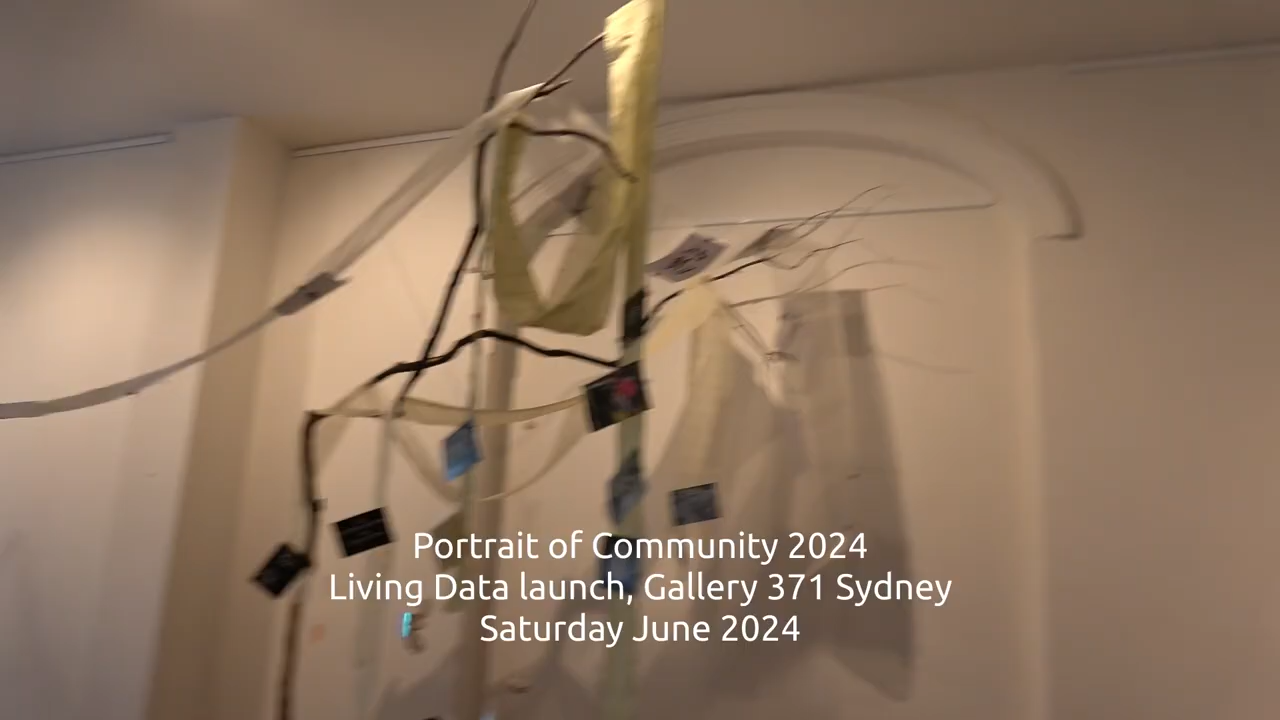 Portrait of Community 2024
Living Data launch, Gallery 371 Sydney
Saturday June 2024